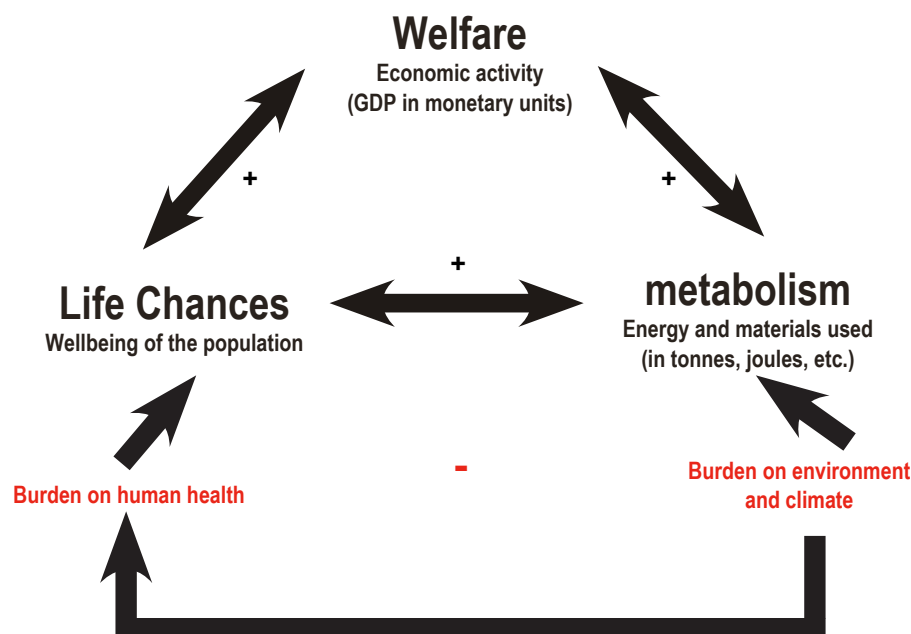 Welfare
Economic activity
(GDP in monetary units)
+
+
+
Life Chances
Wellbeing of the population
metabolism
Energy and materials used
(in tonnes, joules, etc.)
-
Burden on human health
Burden on environment
and climate